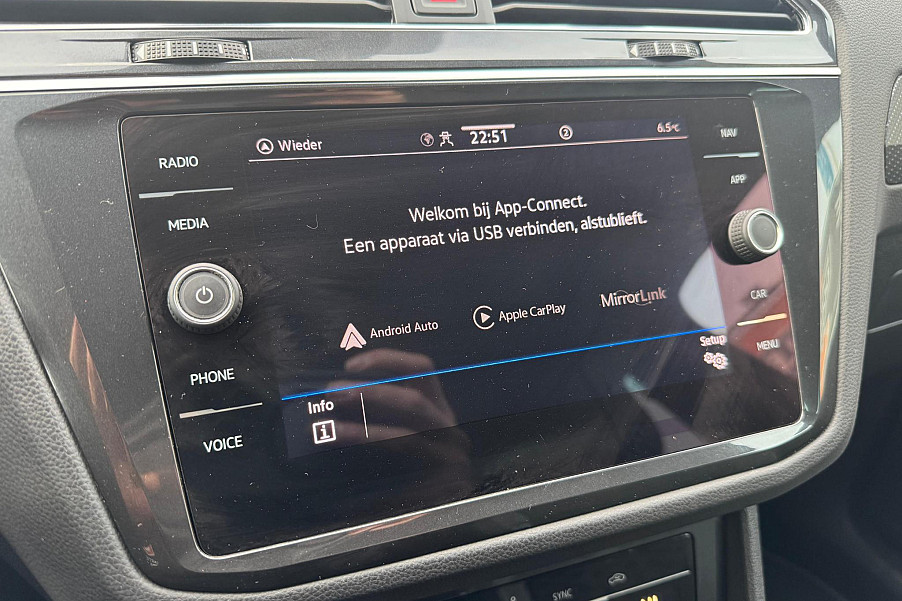 RADIO
MEDIA
PHONE
VOICE
Wieder
22:51
2
6.5°C
Welkom bij App-Connect.
Een apparaat via USB verbinden, alstublieft.
Android Auto
Apple CarPlay
MirrorLink
Info
i
Setup
NAV
APP
CAR
MENU
SYNC